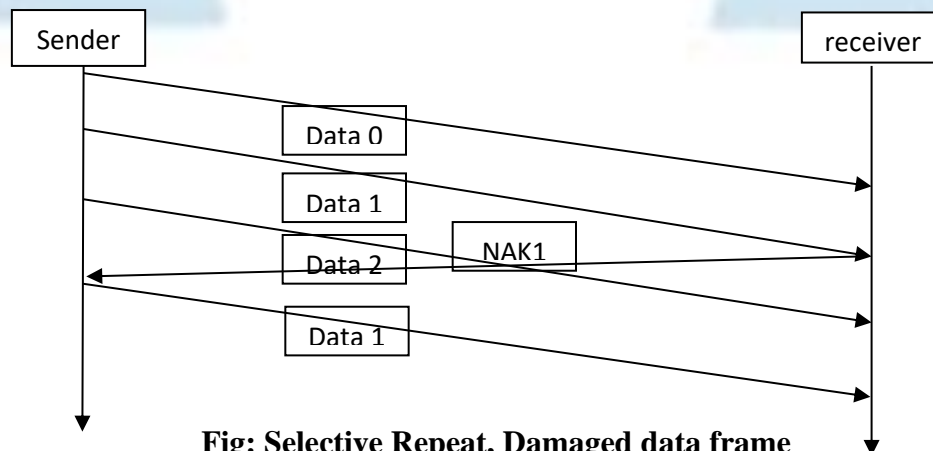 Sender
receiver
Data 0
Data 1
NAK1
Data 2
Data 1
Fig: Selective Repeat, Damaged data frame